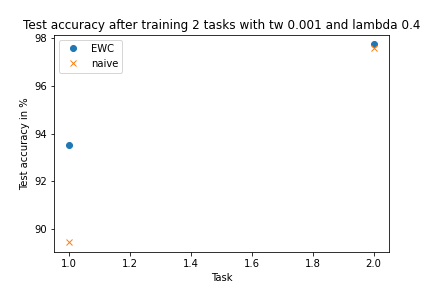 Test accuracy after training 2 tasks with tw 0.001 and lambda 0.4
EWC
naive
98
96
94
92
90
Test accuracy in %
1.0 1.2 1.4 1.6 1.8 2.0
Task